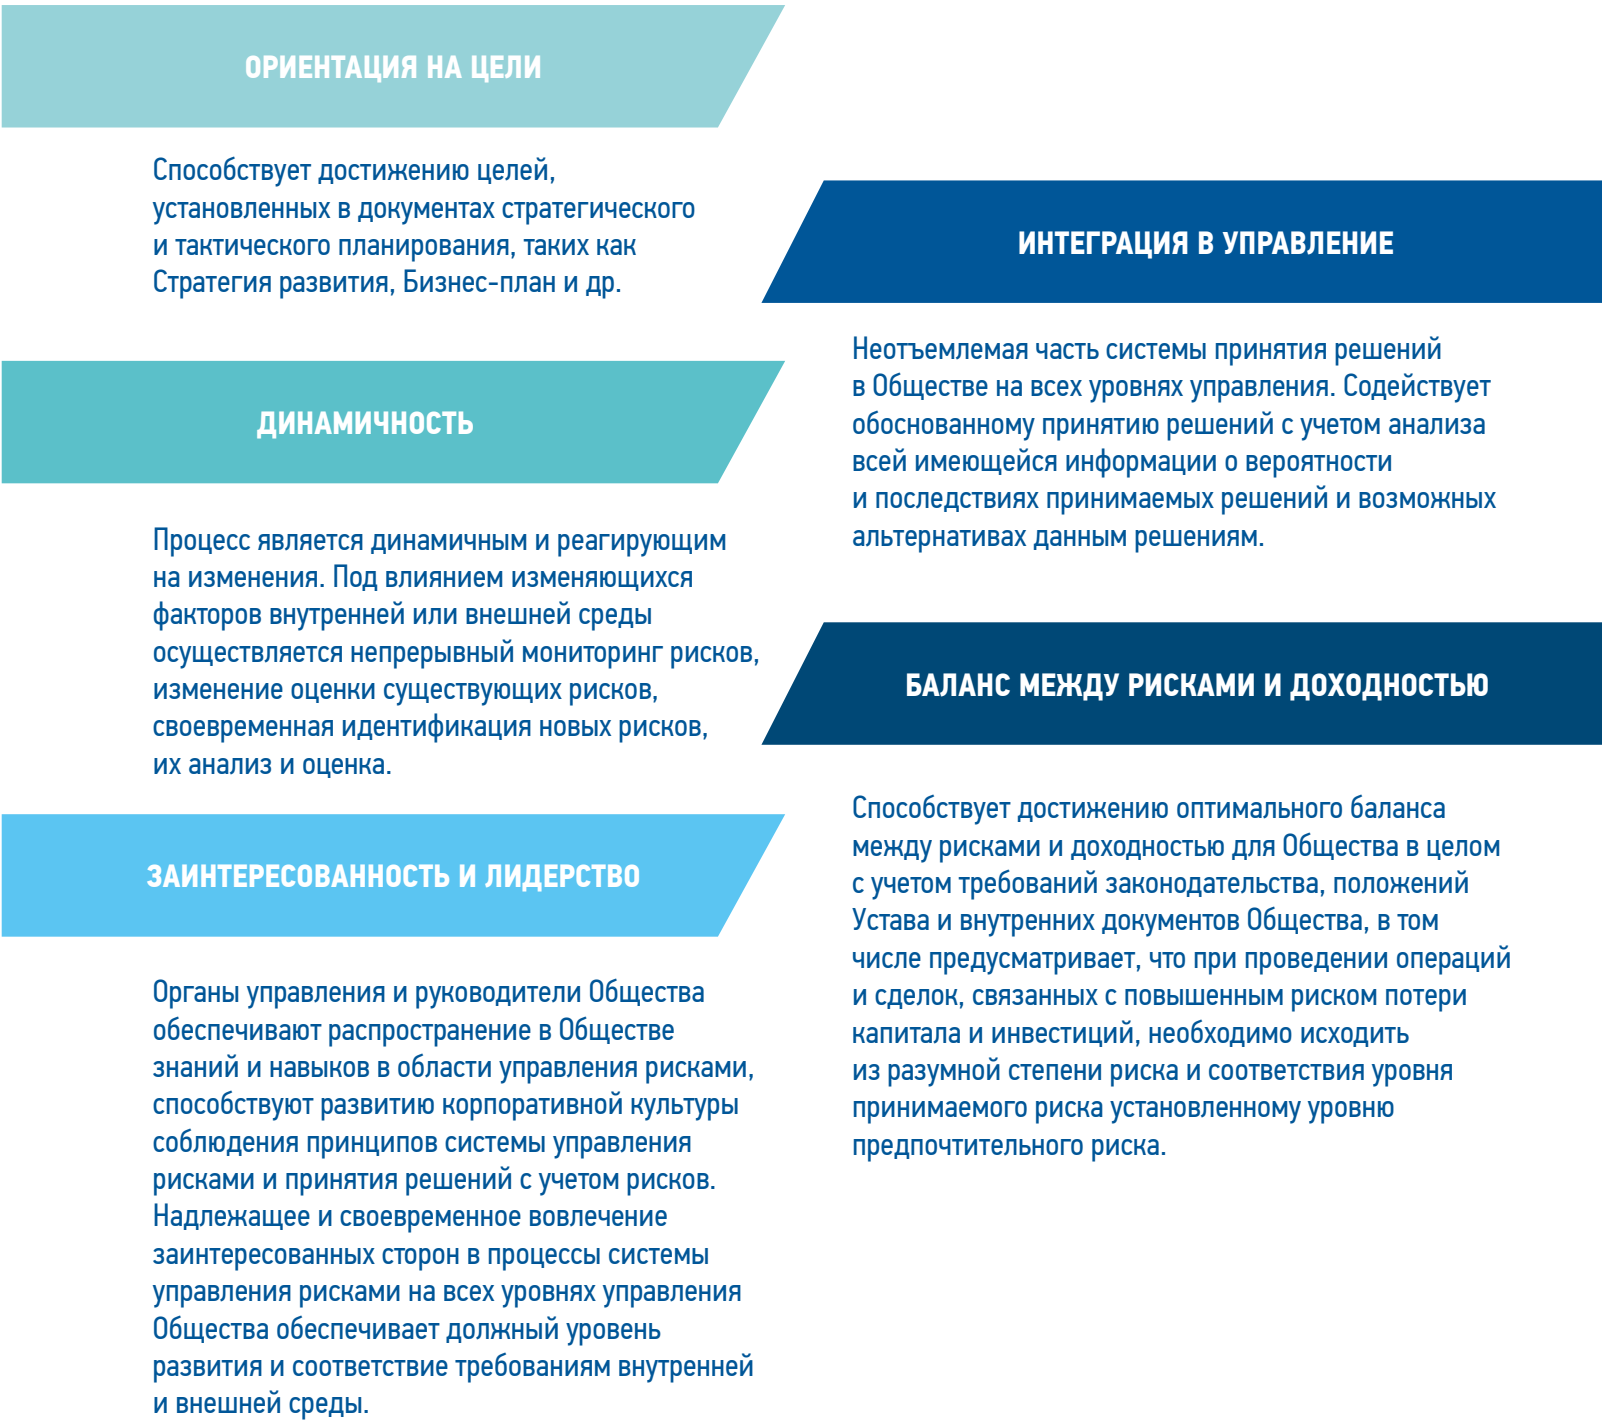 ОРИЕНТАЦИЯ НА ЦЕЛИ
Способствует достижению целей,
установленных в документах стратегического
и тактического планирования, таких как
Стратегия развития, Бизнес-план и др.
ИНТЕГРАЦИЯ В УПРАВЛЕНИЕ
Неотъемлемая часть системы принятия решений
в Обществе на всех уровнях управления. Содействует
обоснованному принятию решений с учетом анализа
всей имеющейся информации о вероятности
и последствиях принимаемых решений и возможных
альтернативах данным решениям.
ДИНАМИЧНОСТЬ
Процесс является динамичным и реагирующим
на изменения. Под влиянием изменяющихся
факторов внутренней или внешней среды
осуществляется непрерывный мониторинг рисков,
изменение оценки существующих рисков,
своевременная идентификация новых рисков,
их анализ и оценка.
БАЛАНС МЕЖДУ РИСКАМИ И ДОХОДНОСТЬЮ
Способствует достижению оптимального баланса
между рисками и доходностью для Общества в целом
с учетом требований законодательства, положений
Устава и внутренних документов Общества, в том
числе предусматривает, что при проведении операций
и сделок, связанных с повышенным риском потери
капитала и инвестиций, необходимо исходить
из разумной степени риска и соответствия уровня
принимаемого риска установленному уровню
предпочтительного риска.
ЗАИНТЕРЕСОВАННОСТЬ И ЛИДЕРСТВО
Органы управления и руководители Общества
обеспечивают распространение в Обществе
знаний и навыков в области управления рисками,
способствуют развитию корпоративной культуры
соблюдения принципов системы управления
рисками и принятия решений с учетом рисков.
Надлежащее и своевременное вовлечение
заинтересованных сторон в процессы системы
управления рисками на всех уровнях управления
Общества обеспечивает должный уровень
развития и соответствие требованиям внутренней
и внешней среды.